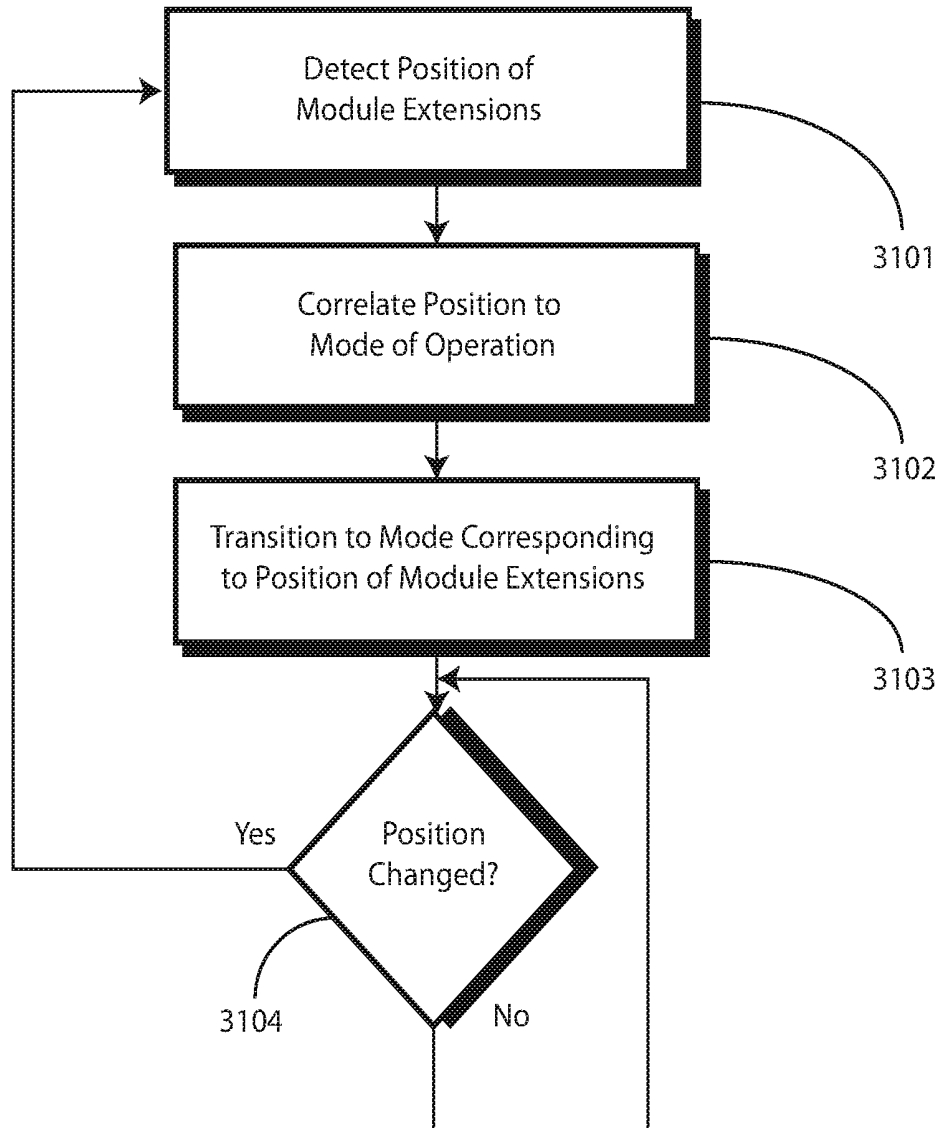 Detect Position of
Module Extensions
3101
Correlate Position to
Mode of Operation
3102
Transition to Mode Corresponding
to Position of Module Extensions
3103
Yes
Position
Changed?
3104
No